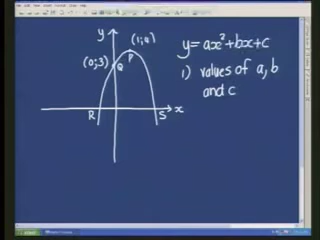 y
(1;4)
P
(0;3)
Q
R
S
x
y = ax²+bx+c
1) values of a, b
and c